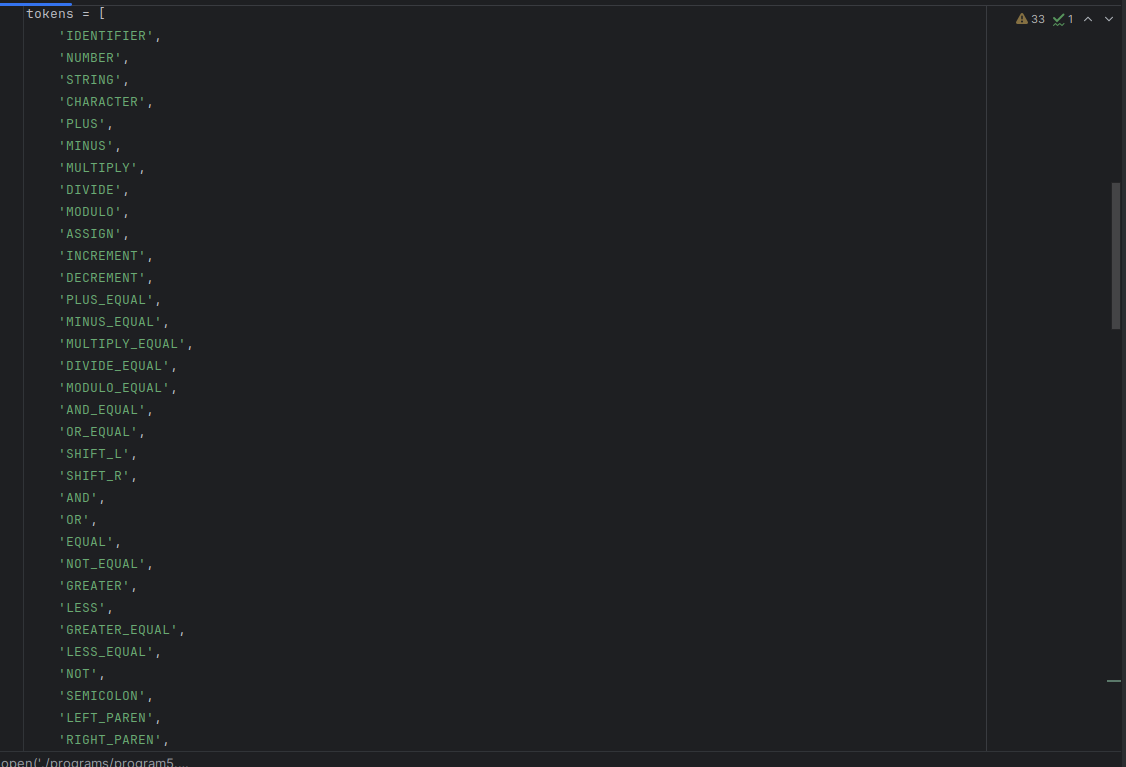 tokens = [
33 1
'IDENTIFIER',
'NUMBER',
'STRING',
'CHARACTER',
'PLUS',
'MINUS',
'MULTIPLY',
'DIVIDE',
'MODULO',
'ASSIGN',
'INCREMENT',
'DECREMENT',
'PLUS_EQUAL',
'MINUS_EQUAL',
'MULTIPLY_EQUAL',
'DIVIDE_EQUAL',
'MODULO_EQUAL',
'AND_EQUAL',
'OR_EQUAL',
'SHIFT_L',
'SHIFT_R',
'AND',
'OR',
'EQUAL',
'NOT_EQUAL',
'GREATER',
'LESS',
'GREATER_EQUAL',
'LESS_EQUAL',
'NOT',
'SEMICOLON',
'LEFT_PAREN',
'RIGHT_PAREN',
open('./programs/program5....